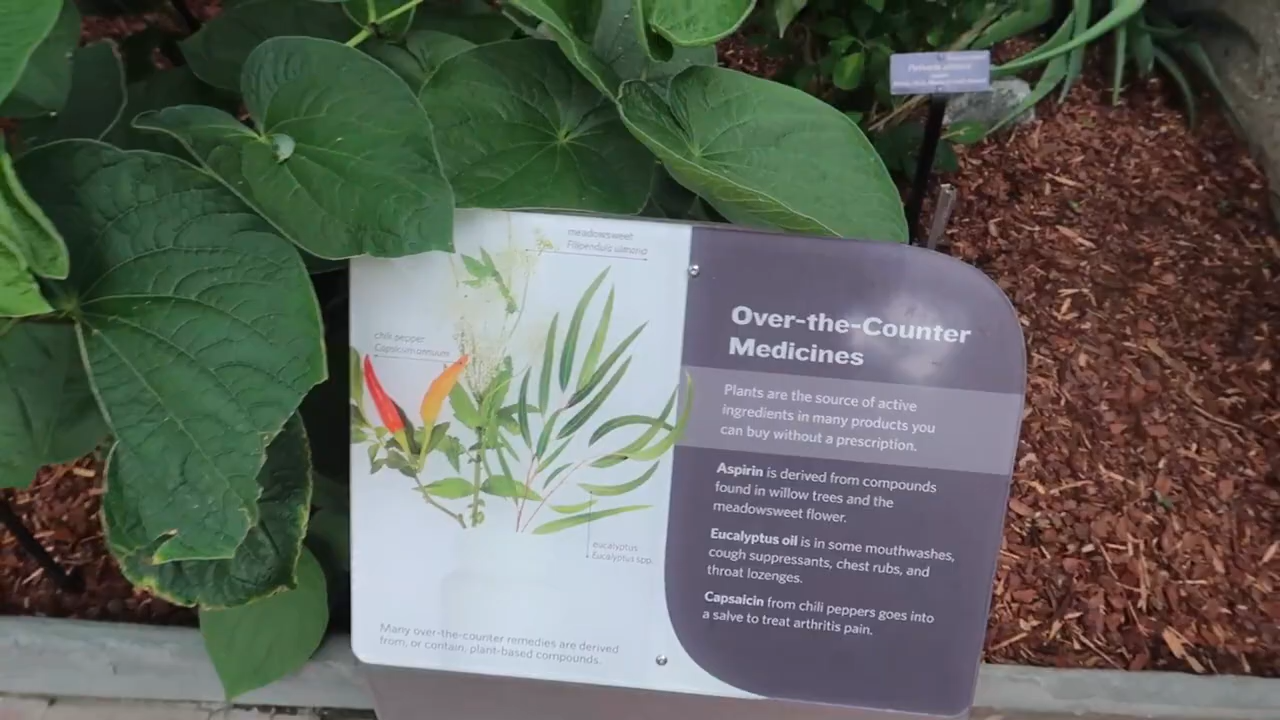 meadowsweet
Filipendula ulmaria
chili pepper
Capsicum annuum
eucalyptus
Eucalyptus spp.
Many over-the-counter remedies are derived
from, or contain, plant-based compounds.
Over-the-Counter
Medicines
Plants are the source of active
ingredients in many products you
can buy without a prescription.
Aspirin is derived from compounds
found in willow trees and the
meadowsweet flower.
Eucalyptus oil is in some mouthwashes,
cough suppressants, chest rubs, and
throat lozenges.
Capsaicin from chili peppers goes into
a salve to treat arthritis pain.